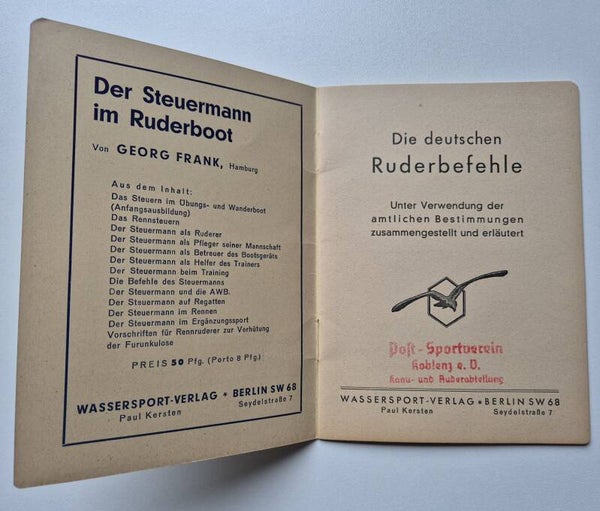 Der Steuermann
im Ruderboot
Von GEORG FRANK, Hamburg
Aus dem Inhalt:
Das Steuern im Übungs- und Wanderboot
(Anfangsausbildung)
Das Rennsteuern
Der Steuermann als Ruderer
Der Steuermann als Pfleger seiner Mannschaft
Der Steuermann als Betreuer des Bootsgeräts
Der Steuermann als Helfer des Trainers
Der Steuermann beim Training
Die Befehle des Steuermanns
Der Steuermann und die AWB.
Der Steuermann auf Regatten
Der Steuermann im Rennen
Der Steuermann im Ergänzungssport
Vorschriften für Rennruderer zur Verhütung
der Furunkulose
PREIS 50 Pfg. (Porto 8 Pfg.)
WASSERSPORT-VERLAG • BERLIN SW 68
Paul Kersten Seydelstraße 7
Die deutschen
Ruderbefehle
Unter Verwendung der
amtlichen Bestimmungen
zusammengestellt und erläutert
Post-Sportverein
Koblenz e.V.
Kanu- und Ruderabteilung
WASSERSPORT-VERLAG • BERLIN SW 68
Paul Kersten Seydelstraße 7